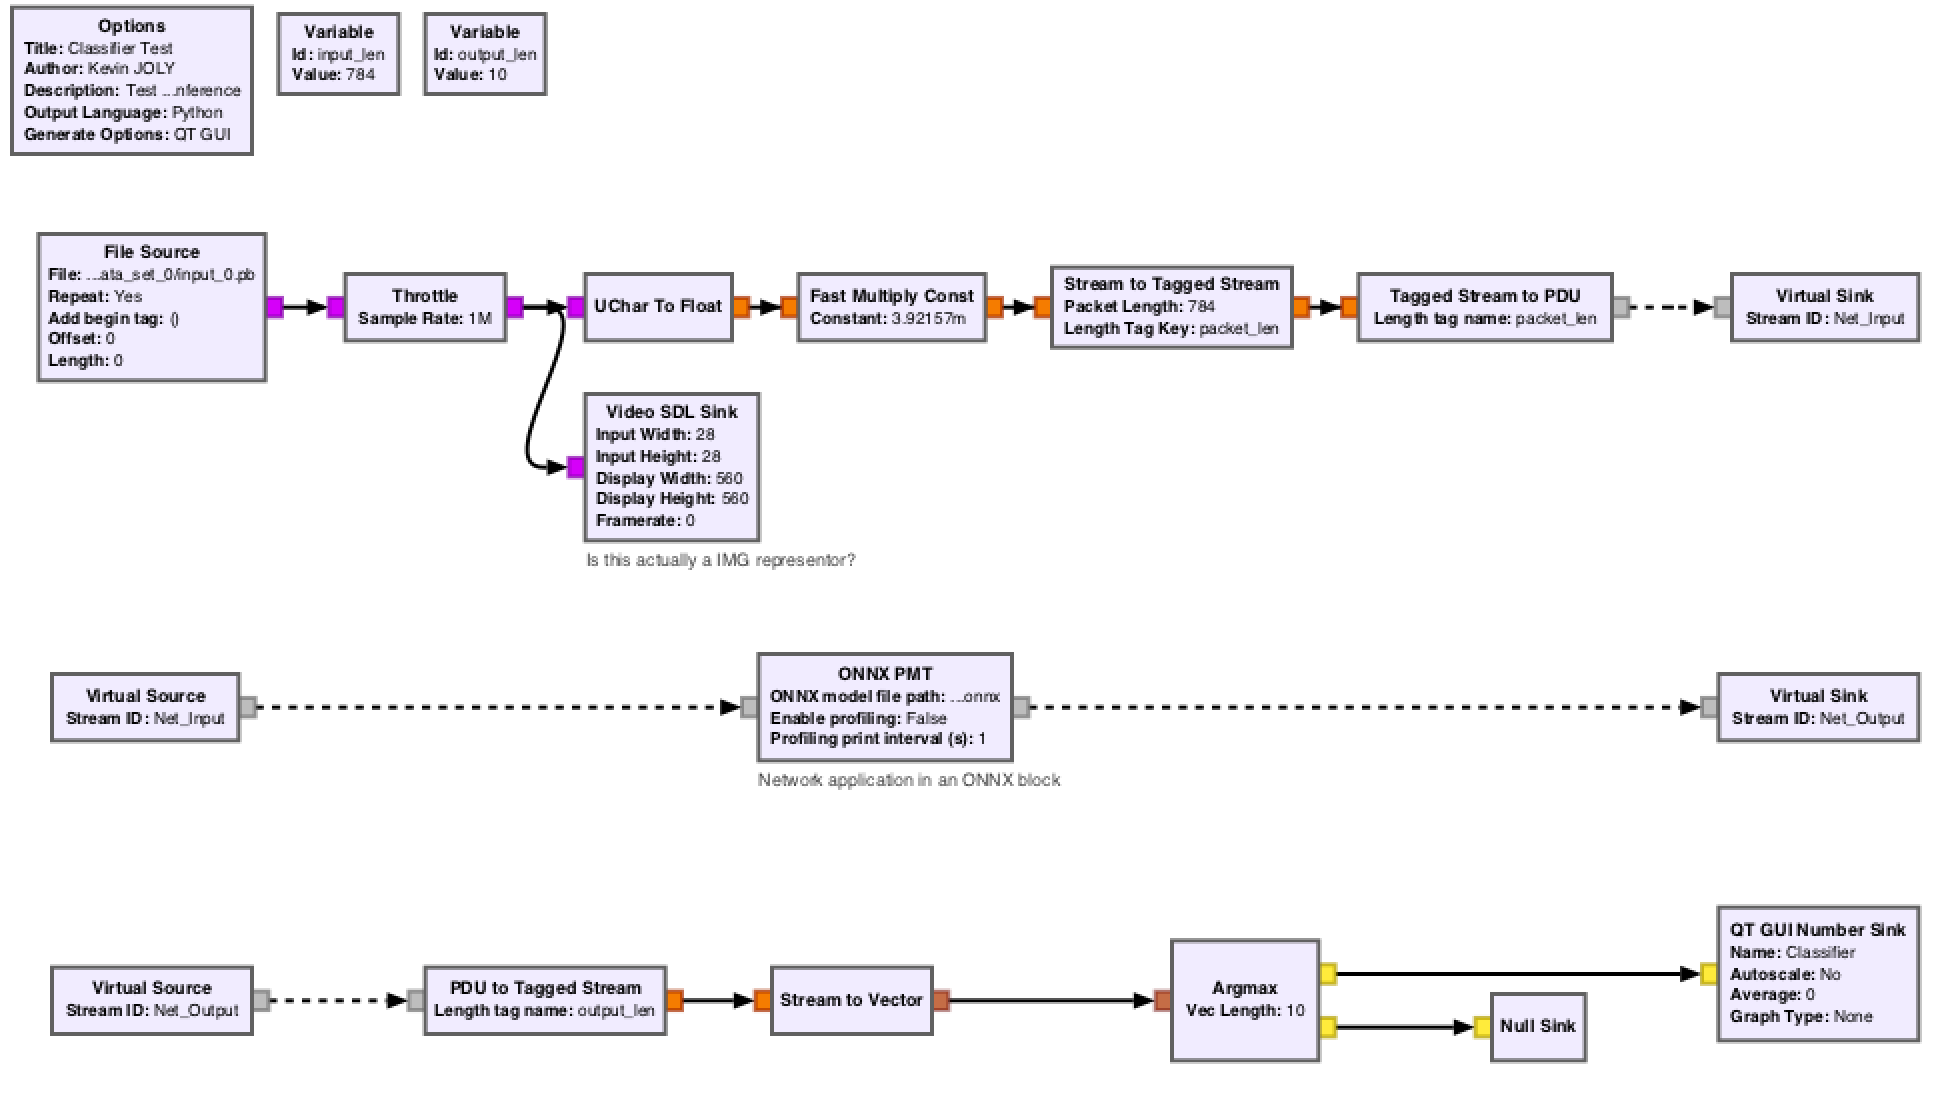 Options
Title: Classifier Test
Author: Kevin JOLY
Description: Test ...nference
Output Language: Python
Generate Options: QT GUI
Variable
Id: input_len
Value: 784
Variable
Id: output_len
Value: 10
File Source
File: ...ata_set_0/input_0.pb
Repeat: Yes
Add begin tag: ()
Offset: 0
Length: 0
Throttle
Sample Rate: 1M
UChar To Float
Fast Multiply Const
Constant: 3.92157m
Stream to Tagged Stream
Packet Length: 784
Length Tag Key: packet_len
Tagged Stream to PDU
Length tag name: packet_len
Virtual Sink
Stream ID: Net_Input
Video SDL Sink
Input Width: 28
Input Height: 28
Display Width: 560
Display Height: 560
Framerate: 0
Is this actually a IMG representor?
Virtual Source
Stream ID: Net_Input
ONNX PMT
ONNX model file path: ...onnx
Enable profiling: False
Profiling print interval (s): 1
Network application in an ONNX block
Virtual Sink
Stream ID: Net_Output
Virtual Source
Stream ID: Net_Output
PDU to Tagged Stream
Length tag name: output_len
Stream to Vector
Argmax
Vec Length: 10
Null Sink
QT GUI Number Sink
Name: Classifier
Autoscale: No
Average: 0
Graph Type: None